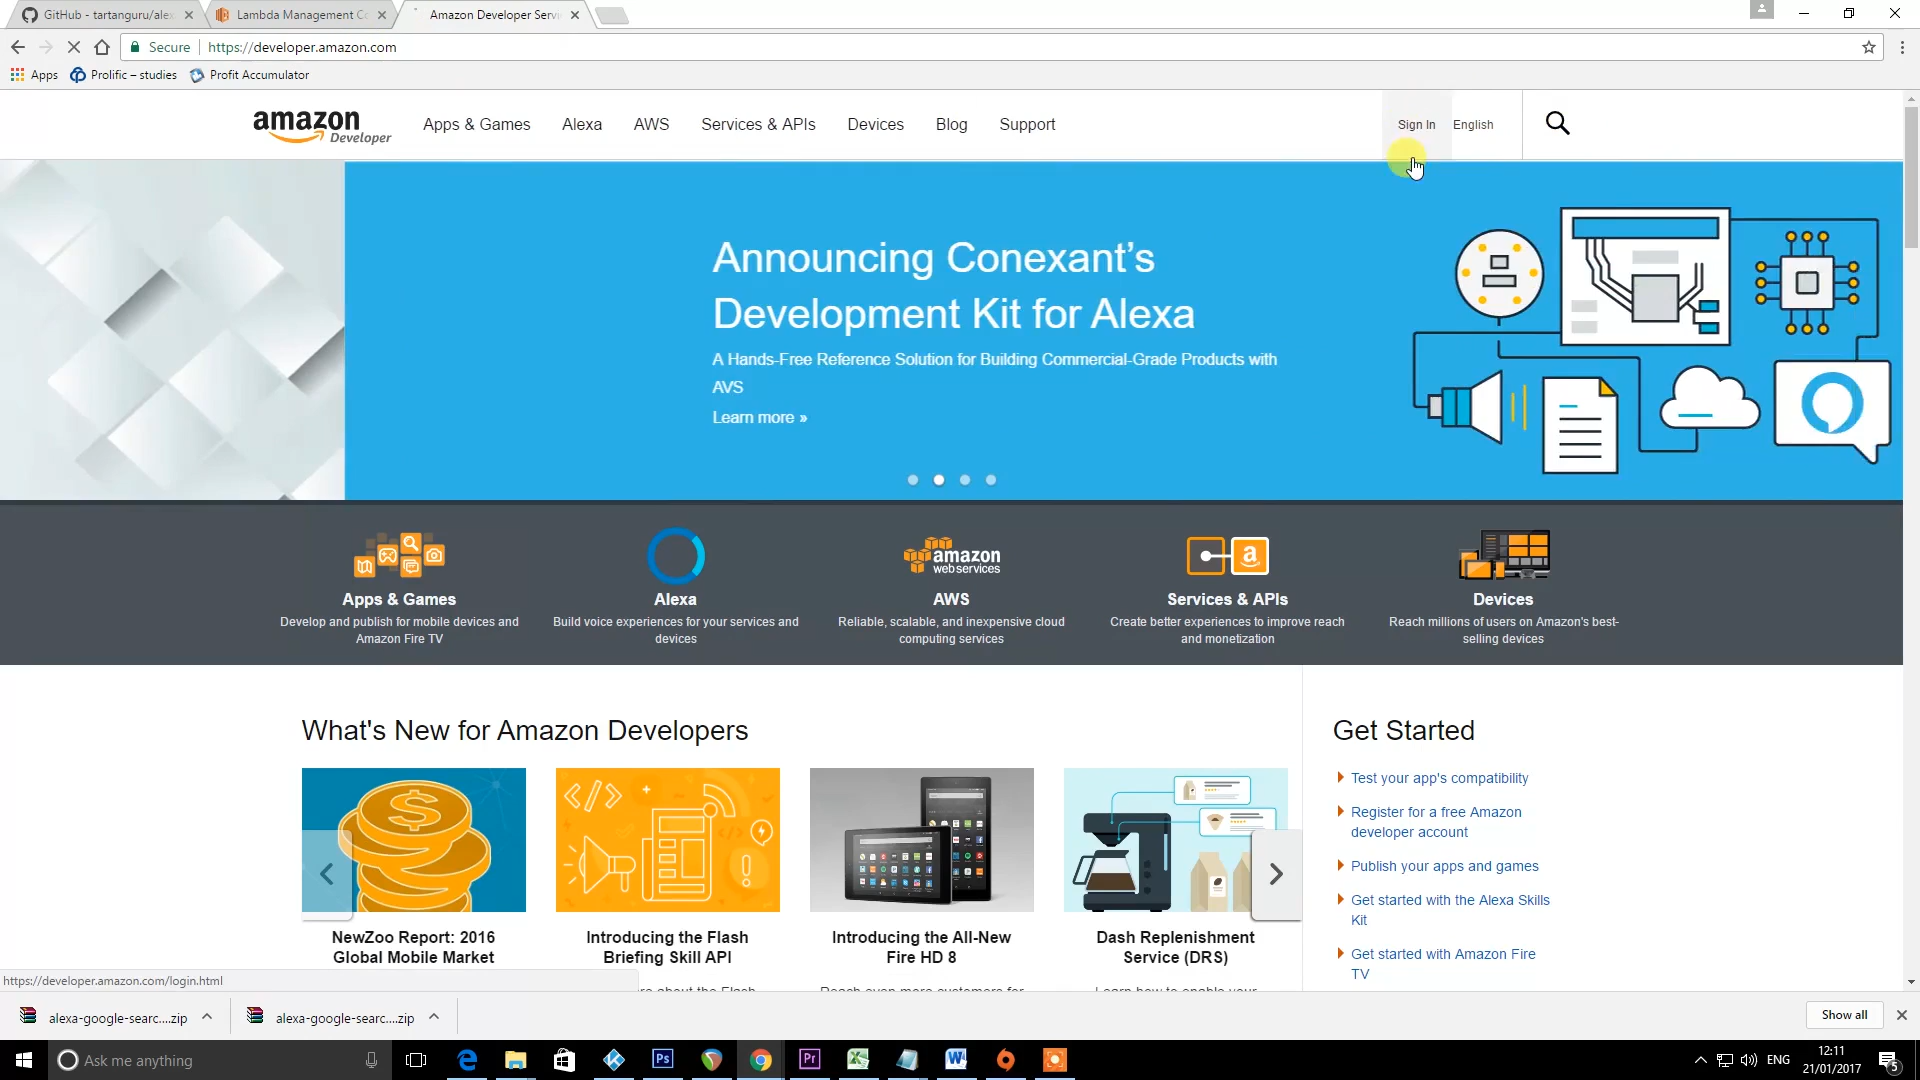 GitHub - tartanguru/alex
Lambda Management Co
Amazon Developer Servi
Secure
https://developer.amazon.com
Apps
Prolific – studies
Profit Accumulator
amazon
Developer
Apps & Games
Alexa
AWS
Services & APIs
Devices
Blog
Support
Sign In
English
Announcing Conexant’s
Development Kit for Alexa
A Hands-Free Reference Solution for Building Commercial-Grade Products with
AVS
Learn more »
amazon
webservices
a
Apps & Games
Develop and publish for mobile devices and
Amazon Fire TV
Alexa
Build voice experiences for your services and
devices
AWS
Reliable, scalable, and inexpensive cloud
computing services
Services & APIs
Create better experiences to improve reach
and monetization
Devices
Reach millions of users on Amazon's best-
selling devices
What's New for Amazon Developers
NewZoo Report: 2016
Global Mobile Market
Introducing the Flash
Briefing Skill API
Introducing the All-New
Fire HD 8
Dash Replenishment
Service (DRS)
Get Started
Test your app's compatibility
Register for a free Amazon
developer account
Publish your apps and games
Get started with the Alexa Skills
Kit
Get started with Amazon Fire
TV
https://developer.amazon.com/login.html
alexa-google-searc....zip
alexa-google-searc....zip
Show all
Ask me anything
Ps
Pr
ENG
12:11
21/01/2017
5